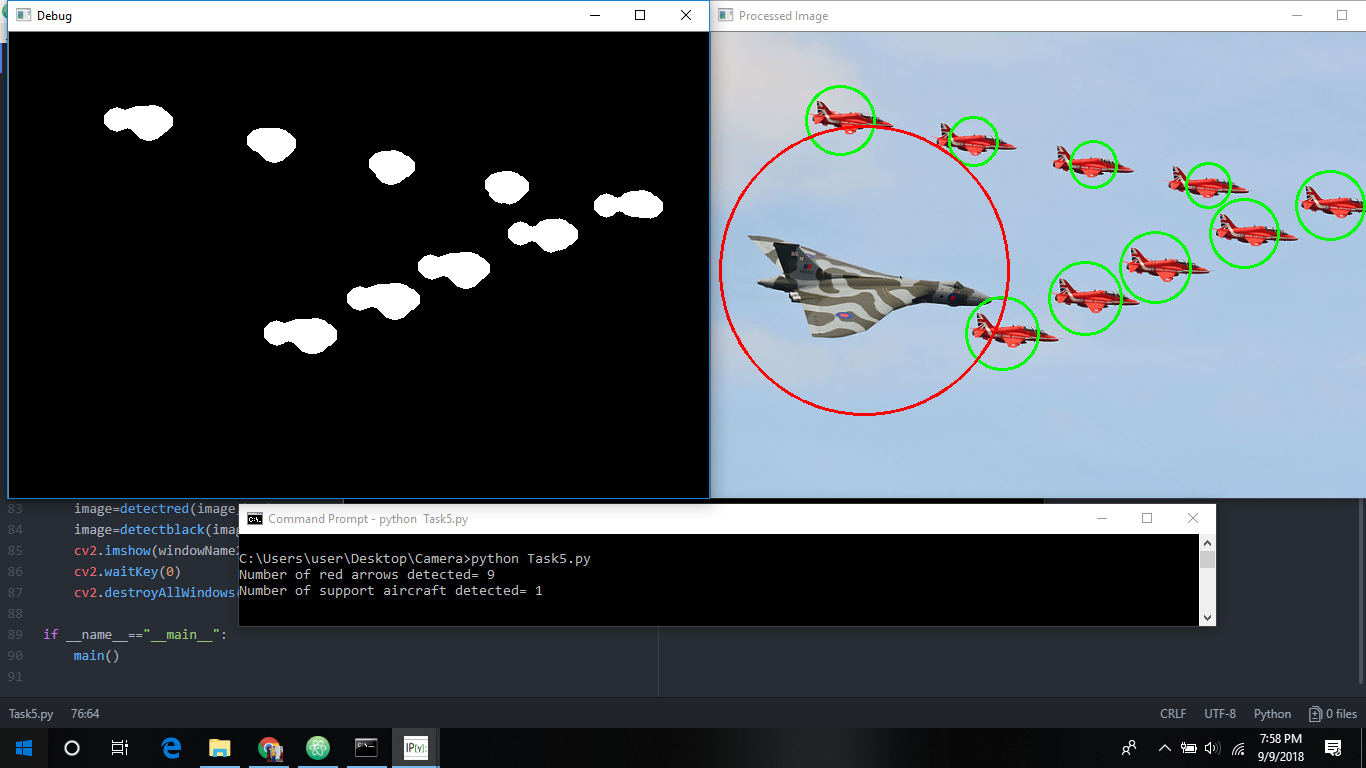 Debug
Processed Image
83 image=detectred(image
84 image=detectblack(imag
85 cv2.imshow(windowName
86 cv2.waitKey(0)
87 cv2.destroyAllWindows
88
89 if __name__=="__main__":
90 main()
91
Command Prompt - python Task5.py
C:\Users\user\Desktop\Camera>python Task5.py
Number of red arrows detected= 9
Number of support aircraft detected= 1
Task5.py 76:64 CRLF UTF-8 Python 0 files
IP[y]:
7:58 PM
9/9/2018